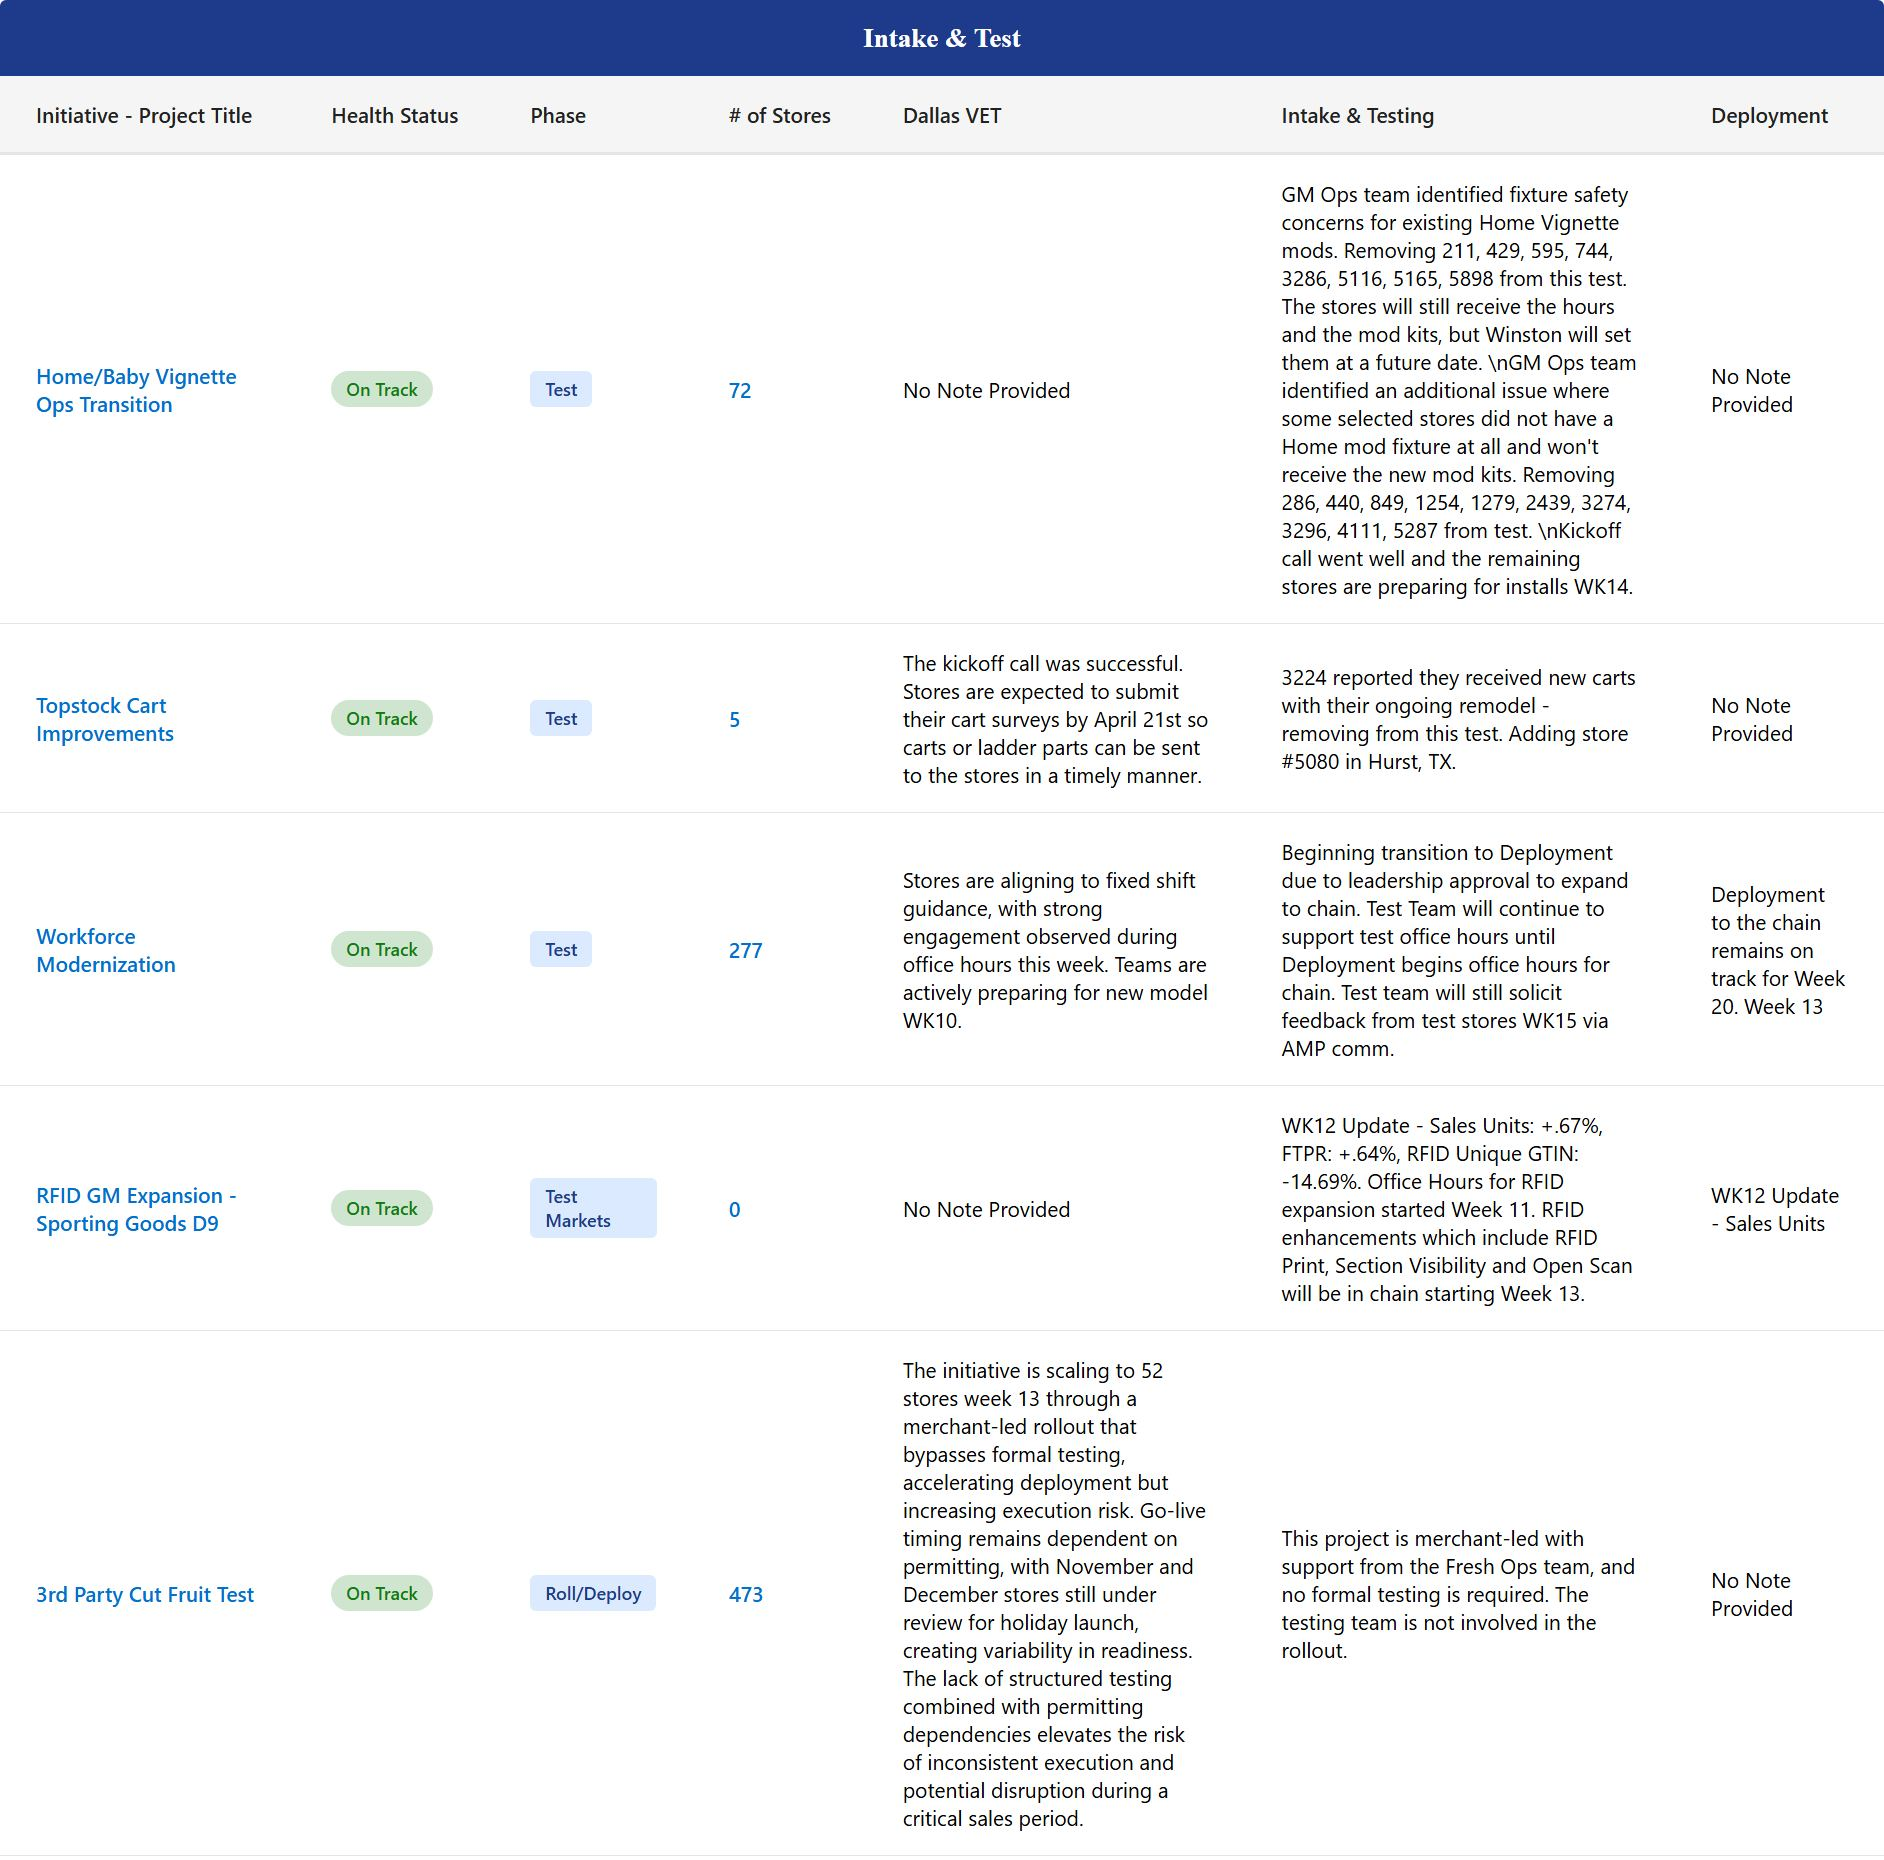 Intake & Test
Initiative - Project Title
Health Status
Phase
# of Stores
Dallas VET
Intake & Testing
Deployment
Home/Baby Vignette
Ops Transition
On Track
Test
72
No Note Provided
GM Ops team identified fixture safety
concerns for existing Home Vignette
mods. Removing 211, 429, 595, 744,
3286, 5116, 5165, 5898 from this test.
The stores will still receive the hours
and the mod kits, but Winston will set
them at a future date. \nGM Ops team
identified an additional issue where
some selected stores did not have a
Home mod fixture at all and won't
receive the new mod kits. Removing
286, 440, 849, 1254, 1279, 2439, 3274,
3296, 4111, 5287 from test. \nKickoff
call went well and the remaining
stores are preparing for installs WK14.
No Note
Provided
Topstock Cart
Improvements
On Track
Test
5
The kickoff call was successful.
Stores are expected to submit
their cart surveys by April 21st so
carts or ladder parts can be sent
to the stores in a timely manner.
3224 reported they received new carts
with their ongoing remodel -
removing from this test. Adding store
#5080 in Hurst, TX.
No Note
Provided
Workforce
Modernization
On Track
Test
277
Stores are aligning to fixed shift
guidance, with strong
engagement observed during
office hours this week. Teams are
actively preparing for new model
WK10.
Beginning transition to Deployment
due to leadership approval to expand
to chain. Test Team will continue to
support test office hours until
Deployment begins office hours for
chain. Test team will still solicit
feedback from test stores WK15 via
AMP comm.
Deployment
to the chain
remains on
track for Week
20. Week 13
RFID GM Expansion -
Sporting Goods D9
On Track
Test
Markets
0
No Note Provided
WK12 Update - Sales Units: +.67%,
FTPR: +.64%, RFID Unique GTIN:
-14.69%. Office Hours for RFID
expansion started Week 11. RFID
enhancements which include RFID
Print, Section Visibility and Open Scan
will be in chain starting Week 13.
WK12 Update
- Sales Units
3rd Party Cut Fruit Test
On Track
Roll/Deploy
473
The initiative is scaling to 52
stores week 13 through a
merchant-led rollout that
bypasses formal testing,
accelerating deployment but
increasing execution risk. Go-live
timing remains dependent on
permitting, with November and
December stores still under
review for holiday launch,
creating variability in readiness.
The lack of structured testing
combined with permitting
dependencies elevates the risk
of inconsistent execution and
potential disruption during a
critical sales period.
This project is merchant-led with
support from the Fresh Ops team, and
no formal testing is required. The
testing team is not involved in the
rollout.
No Note
Provided